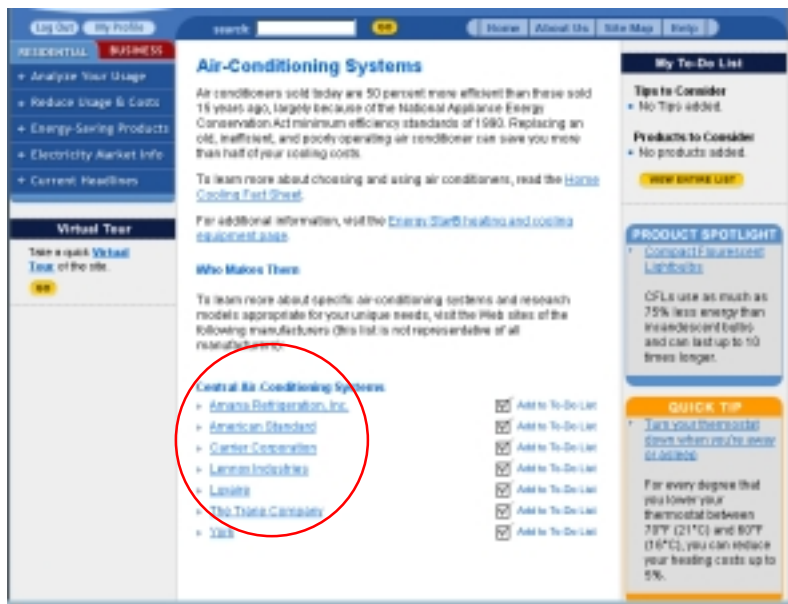 Log Out
My Profile
search
GO
Home
About Us
Site Map
Help
RESIDENTIAL
BUSINESS
Analyze Your Usage
Reduce Usage & Costs
Energy-Saving Products
Electricity Market Info
Current Headlines
Virtual Tour
Take a quick Virtual
Tour of the site.
GO
Air-Conditioning Systems
Air conditioners sold today are 50 percent more efficient than those sold
15 years ago, largely because of the National Appliance Energy
Conservation Act minimum efficiency standards of 1990. Replacing an
old, inefficient, and poorly operating air conditioner can save you more
than half of your cooling costs.
To learn more about choosing and using air conditioners, read the Home
Cooling Fact Sheet.
For additional information, visit the Energy Star® heating and cooling
equipment page.
Who Makes Them
To learn more about specific air-conditioning systems and research
models appropriate for your unique needs, visit the Web sites of the
following manufacturers (this list is not representative of all
manufacturers):
Central Air Conditioning Systems
Amana Refrigeration, Inc. Add to To-Do List
American Standard Add to To-Do List
Carrier Corporation Add to To-Do List
Lennox Industries Add to To-Do List
Luxaire Add to To-Do List
The Trane Company Add to To-Do List
York Add to To-Do List
My To-Do List
Tips to Consider
No Tips added.
Products to Consider
No products added.
VIEW ENTIRE LIST
PRODUCT SPOTLIGHT
Compact Flourescent
Lightbulbs
CFLs use as much as
75% less energy than
incandescent bulbs
and can last up to 10
times longer.
QUICK TIP
Turn your thermostat
down when you're away
or asleep
For every degree that
you lower your
thermostat between
70°F (21°C) and 60°F
(16°C), you can reduce
your heating costs up to
5%.